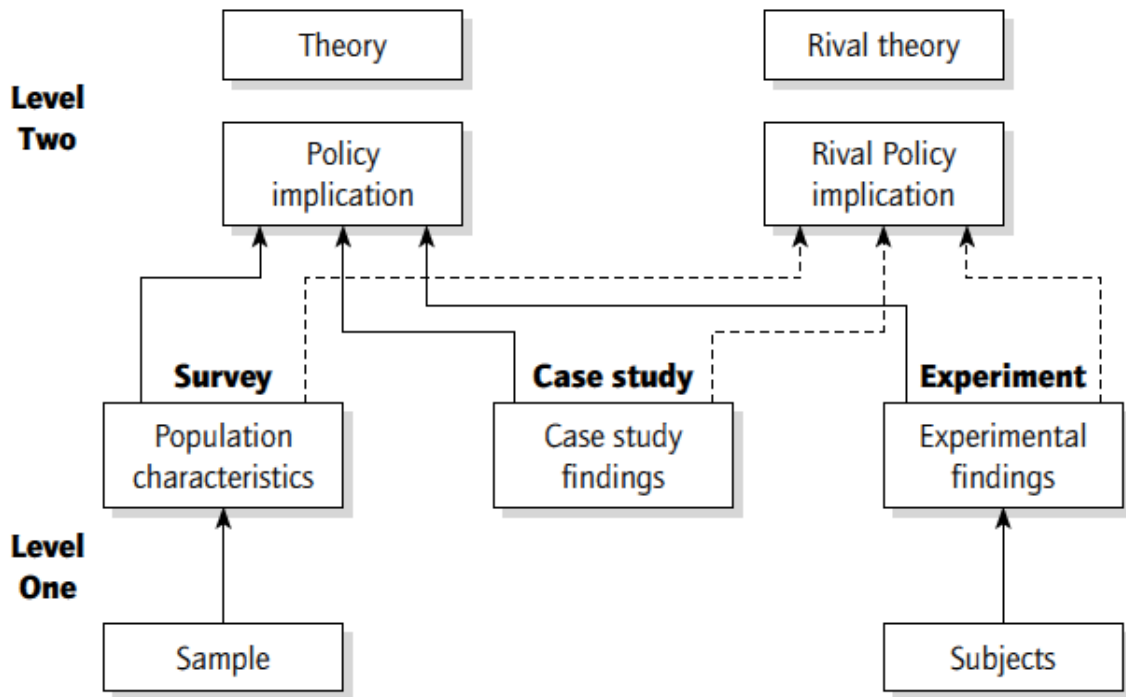 Theory
Rival theory
Level
Two
Policy
implication
Rival Policy
implication
Survey
Case study
Experiment
Population
characteristics
Case study
findings
Experimental
findings
Level
One
Sample
Subjects